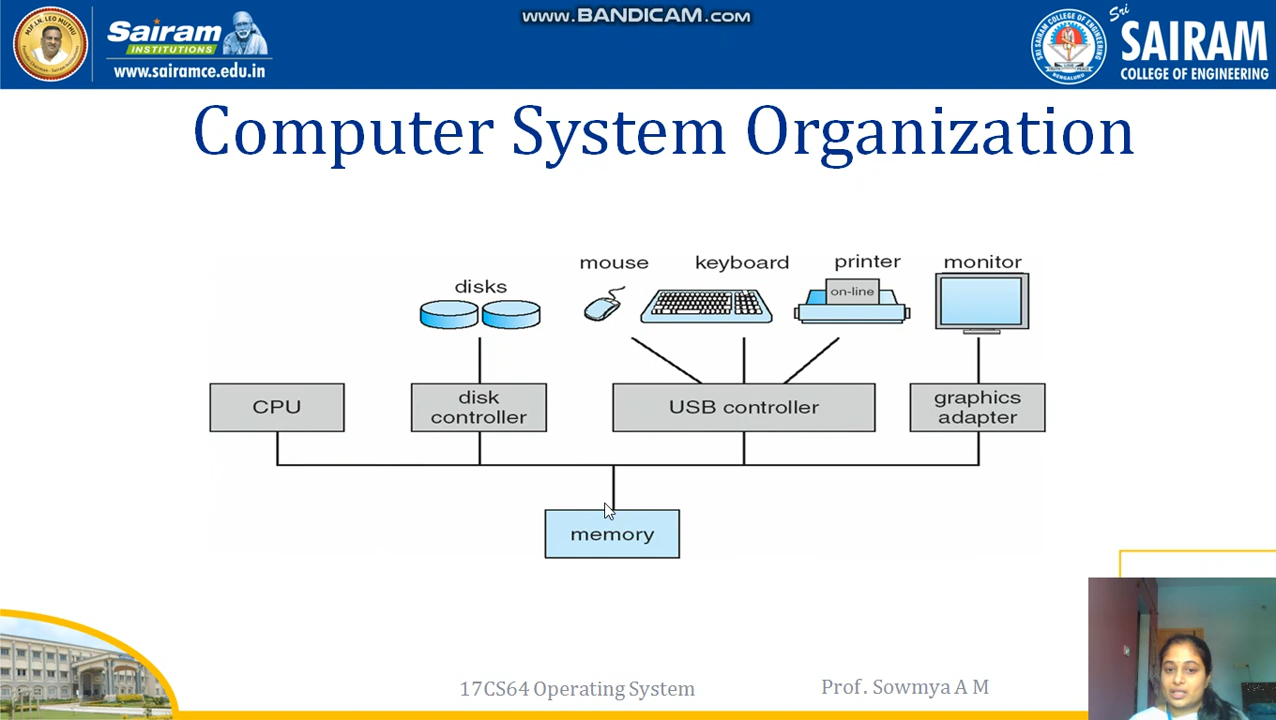 www.BANDICAM.com
Sairam
INSTITUTIONS
www.sairamce.edu.in
Sri
SAIRAM
COLLEGE OF ENGINEERING
Computer System Organization
mouse keyboard printer monitor
disks
on-line
CPU
disk
controller
USB controller
graphics
adapter
memory
17CS64 Operating System
Prof. Sowmya A M